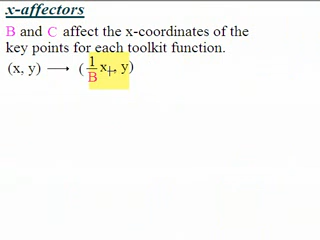 x-affectors
B and C affect the x-coordinates of the
key points for each toolkit function.
(x, y) ⟶ (1/B x+, y)